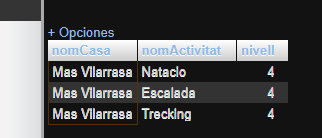 + Opciones
nomCasa nomActivitat nivell
Mas Vilarrasa Natacio 4
Mas Vilarrasa Escalada 4
Mas Vilarrasa Trecking 4